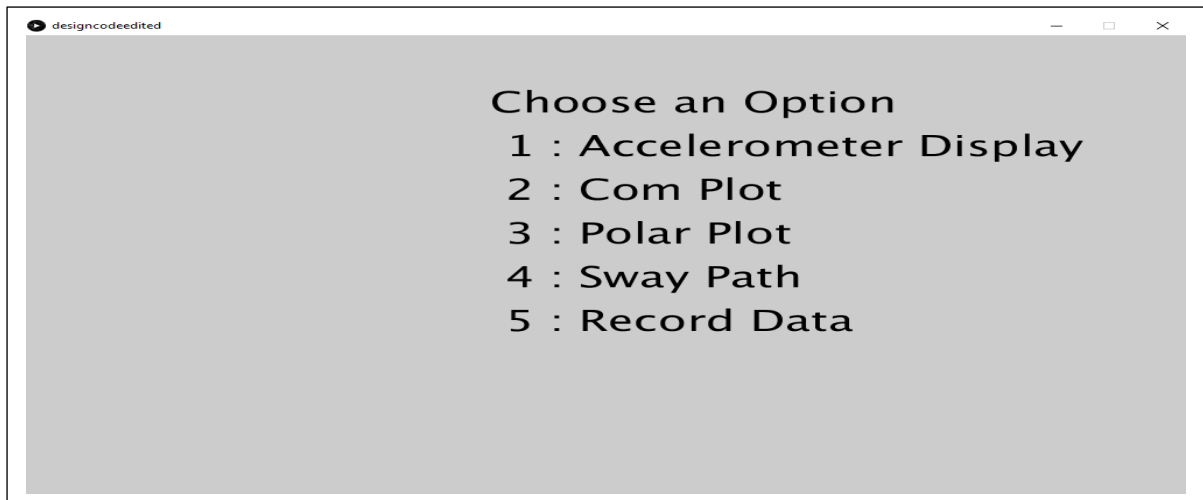 designcodeedited
Choose an Option
1 : Accelerometer Display
2 : Com Plot
3 : Polar Plot
4 : Sway Path
5 : Record Data